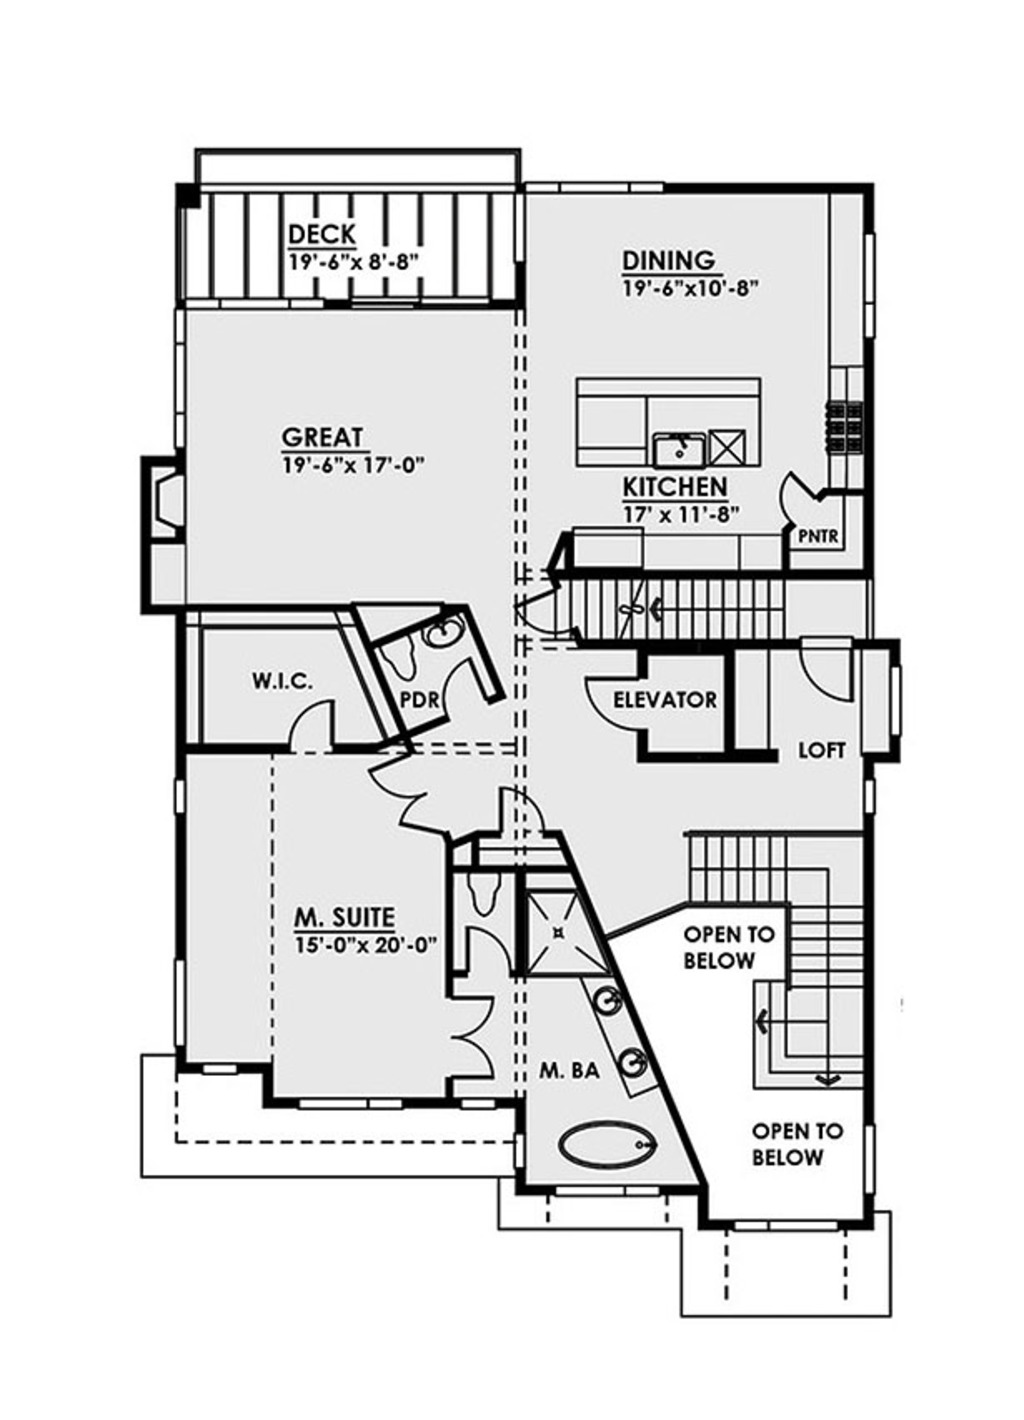 DECK
19'-6"x 8'-8"
DINING
19'-6"x10'-8"
GREAT
19'-6"x 17'-0"
KITCHEN
17' x 11'-8"
PNTR
W.I.C.
PDR
ELEVATOR
LOFT
M. SUITE
15'-0"x 20'-0"
OPEN TO
BELOW
M. BA
OPEN TO
BELOW